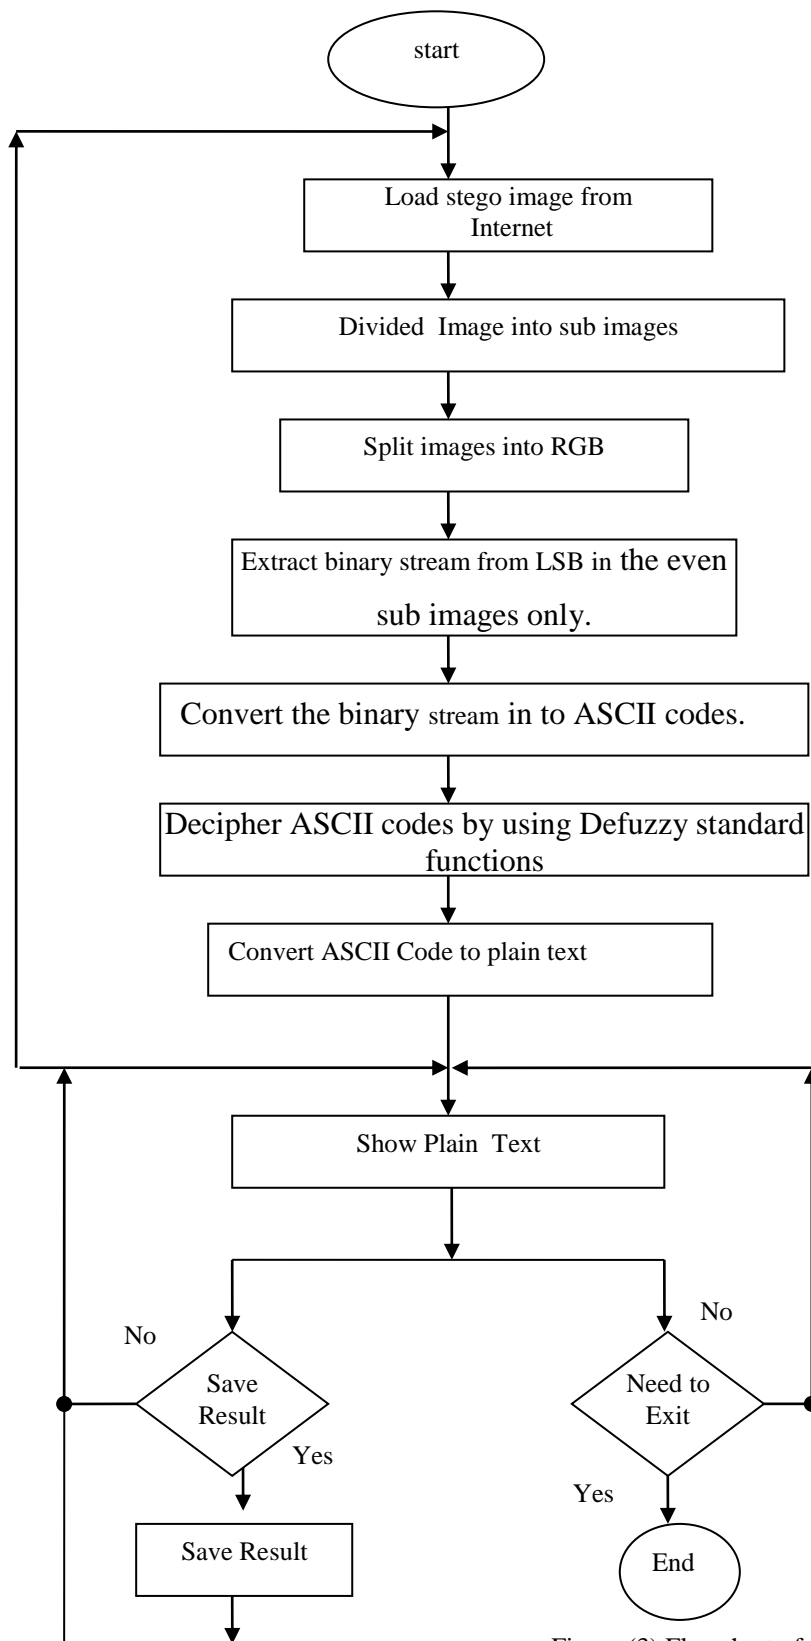 start
Load stego image from
Internet
Divided Image into sub images
Split images into RGB
Extract binary stream from LSB in the even
sub images only.
Convert the binary stream in to ASCII codes.
Decipher ASCII codes by using Defuzzy standard
functions
Convert ASCII Code to plain text
Show Plain Text
No
Save
Result
Yes
No
Need to
Exit
Yes
Save Result
End